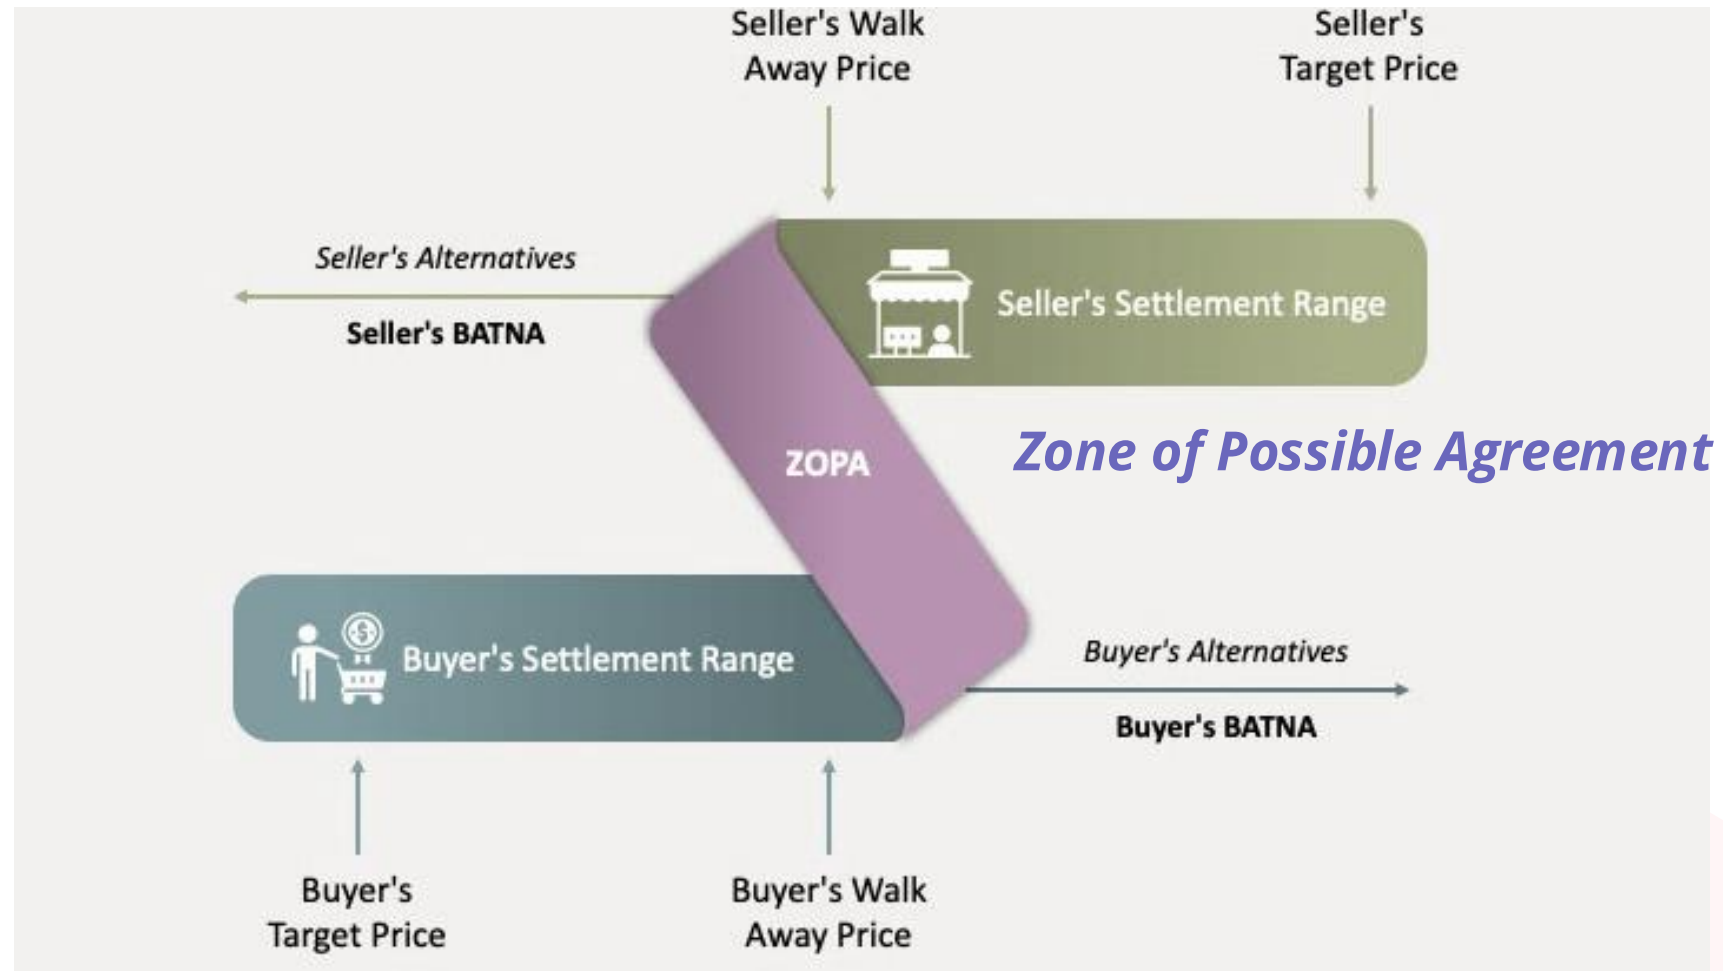 Seller's Walk
Away Price
Seller's
Target Price
Seller's Alternatives
Seller's BATNA
Seller's Settlement Range
Zone of Possible Agreement
ZOPA
Buyer's Settlement Range
Buyer's Alternatives
Buyer's BATNA
Buyer's
Target Price
Buyer's Walk
Away Price